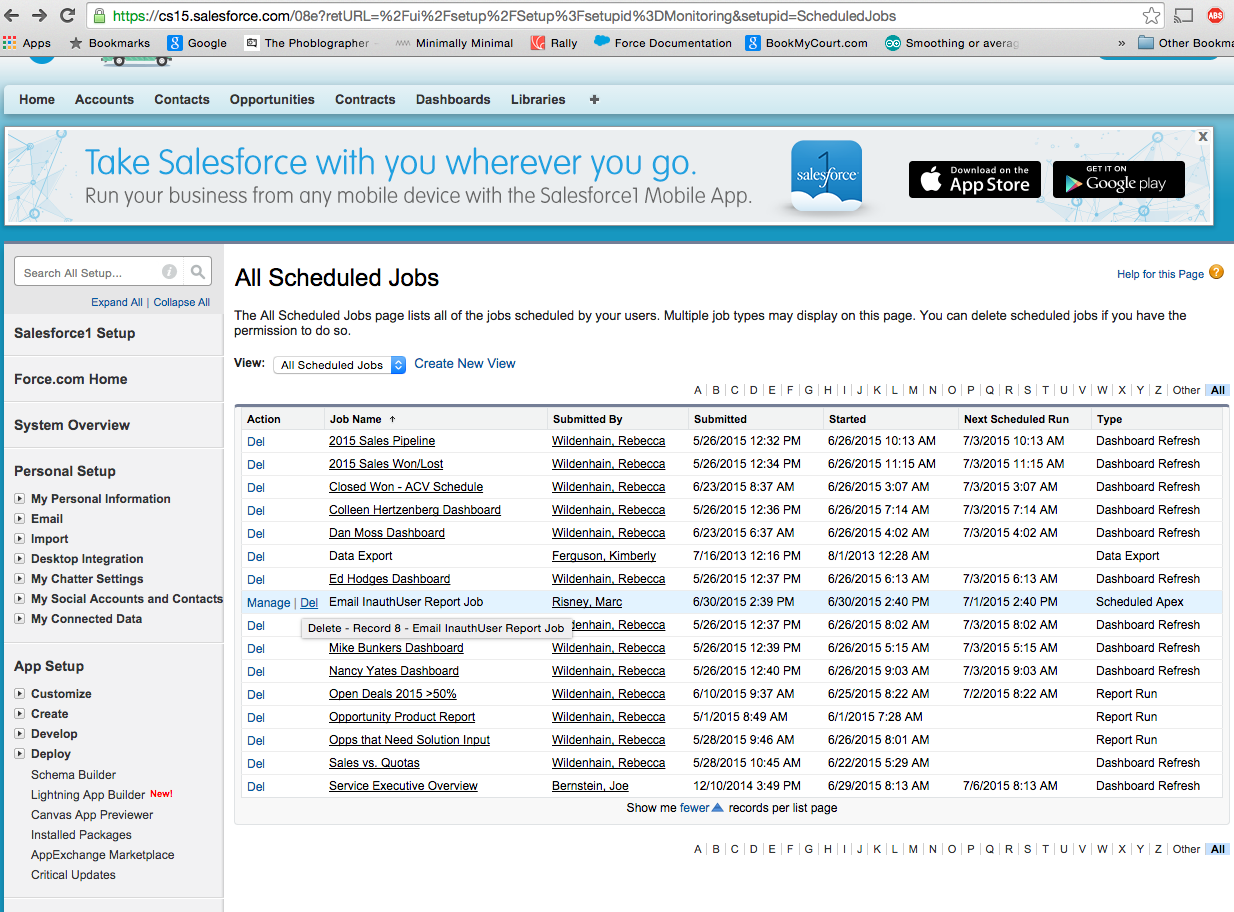 https://cs15.salesforce.com/08e?retURL=%2Fui%2Fsetup%2FSetup%3Fsetupid%3DMonitoring&setupid=ScheduledJobs
ABS
Apps Bookmarks Google The Phoblographer Minimally Minimal Rally Force Documentation BookMyCourt.com Smoothing or averag » Other Bookma
Home Accounts Contacts Opportunities Contracts Dashboards Libraries +
Take Salesforce with you wherever you go.
Run your business from any mobile device with the Salesforce1 Mobile App.
1
salesforce
Download on the
App Store
GET IT ON
Google play
X
Search All Setup...
Expand All | Collapse All
Salesforce1 Setup
Force.com Home
System Overview
Personal Setup
My Personal Information
Email
Import
Desktop Integration
My Chatter Settings
My Social Accounts and Contacts
My Connected Data
App Setup
Customize
Create
Develop
Deploy
Schema Builder
Lightning App Builder New!
Canvas App Previewer
Installed Packages
AppExchange Marketplace
Critical Updates
All Scheduled Jobs
Help for this Page ?
The All Scheduled Jobs page lists all of the jobs scheduled by your users. Multiple job types may display on this page. You can delete scheduled jobs if you have the
permission to do so.
View: All Scheduled Jobs Create New View
A | B | C | D | E | F | G | H | I | J | K | L | M | N | O | P | Q | R | S | T | U | V | W | X | Y | Z | Other | All
Action Job Name ↑ Submitted By Submitted Started Next Scheduled Run Type
Del 2015 Sales Pipeline Wildenhain, Rebecca 5/26/2015 12:32 PM 6/26/2015 10:13 AM 7/3/2015 10:13 AM Dashboard Refresh
Del 2015 Sales Won/Lost Wildenhain, Rebecca 5/26/2015 12:34 PM 6/26/2015 11:15 AM 7/3/2015 11:15 AM Dashboard Refresh
Del Closed Won - ACV Schedule Wildenhain, Rebecca 6/23/2015 8:37 AM 6/26/2015 3:07 AM 7/3/2015 3:07 AM Dashboard Refresh
Del Colleen Hertzenberg Dashboard Wildenhain, Rebecca 5/26/2015 12:36 PM 6/26/2015 7:14 AM 7/3/2015 7:14 AM Dashboard Refresh
Del Dan Moss Dashboard Wildenhain, Rebecca 6/23/2015 6:37 AM 6/26/2015 4:02 AM 7/3/2015 4:02 AM Dashboard Refresh
Del Data Export Ferguson, Kimberly 7/16/2013 12:16 PM 8/1/2013 12:28 AM Data Export
Del Ed Hodges Dashboard Wildenhain, Rebecca 5/26/2015 12:37 PM 6/26/2015 6:13 AM 7/3/2015 6:13 AM Dashboard Refresh
Manage | Del Email InauthUser Report Job Risney, Marc 6/30/2015 2:39 PM 6/30/2015 2:40 PM 7/1/2015 2:40 PM Scheduled Apex
Del denhain, Rebecca 5/26/2015 12:37 PM 6/26/2015 8:02 AM 7/3/2015 8:02 AM Dashboard Refresh
Delete - Record 8 - Email InauthUser Report Job
Del Mike Bunkers Dashboard Wildenhain, Rebecca 5/26/2015 12:39 PM 6/26/2015 5:15 AM 7/3/2015 5:15 AM Dashboard Refresh
Del Nancy Yates Dashboard Wildenhain, Rebecca 5/26/2015 12:40 PM 6/26/2015 9:03 AM 7/3/2015 9:03 AM Dashboard Refresh
Del Open Deals 2015 >50% Wildenhain, Rebecca 6/10/2015 9:37 AM 6/25/2015 8:22 AM 7/2/2015 8:22 AM Report Run
Del Opportunity Product Report Wildenhain, Rebecca 5/1/2015 8:49 AM 6/1/2015 7:28 AM Report Run
Del Opps that Need Solution Input Wildenhain, Rebecca 5/28/2015 9:46 AM 6/26/2015 8:01 AM Report Run
Del Sales vs. Quotas Wildenhain, Rebecca 5/28/2015 10:45 AM 6/22/2015 5:29 AM Dashboard Refresh
Del Service Executive Overview Bernstein, Joe 12/10/2014 3:49 PM 6/29/2015 8:13 AM 7/6/2015 8:13 AM Dashboard Refresh
Show me fewer records per list page
A | B | C | D | E | F | G | H | I | J | K | L | M | N | O | P | Q | R | S | T | U | V | W | X | Y | Z | Other | All